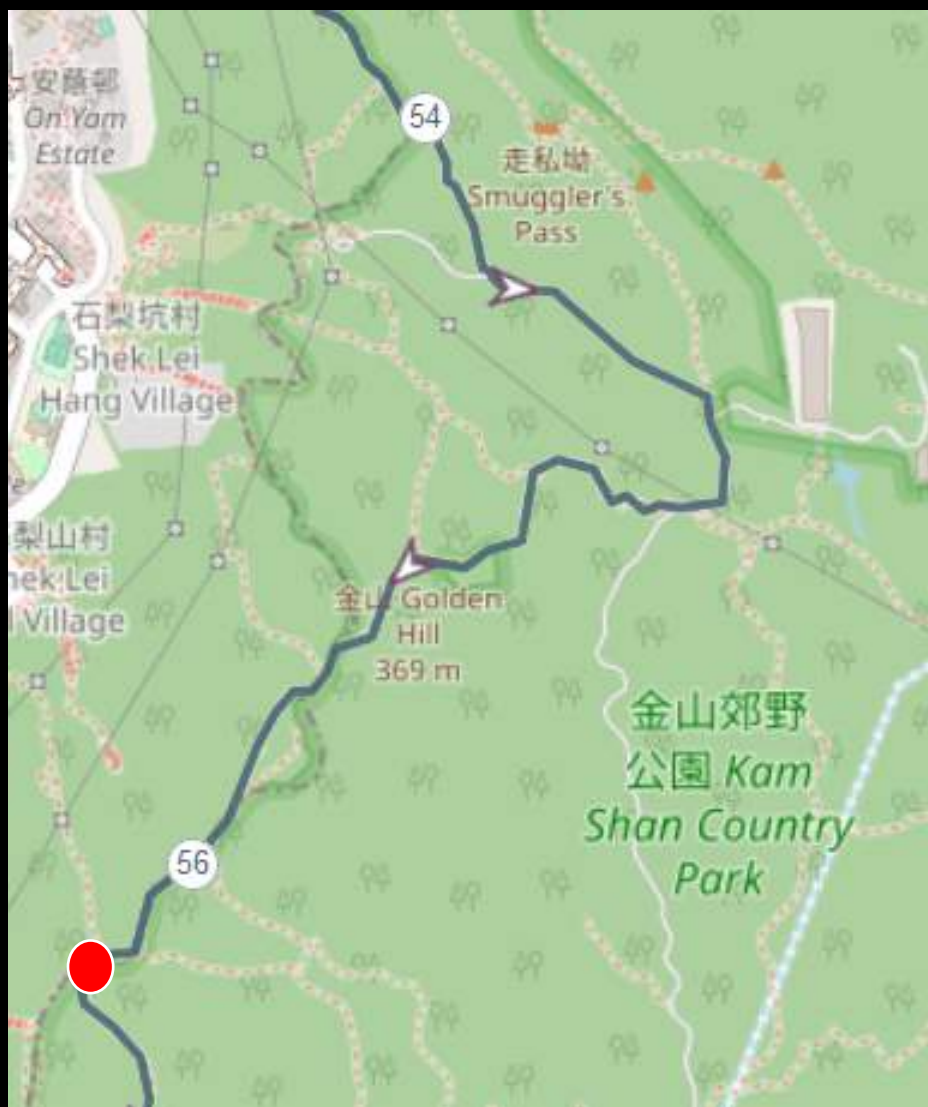 安蔭邨
On Yam
Estate
54
走私坳
Smuggler's
Pass
石梨坑村
Shek Lei
Hang Village
梨山村
Lei
Village
金山 Golden
Hill
369 m
金山郊野
公園 Kam
Shan Country
Park
56